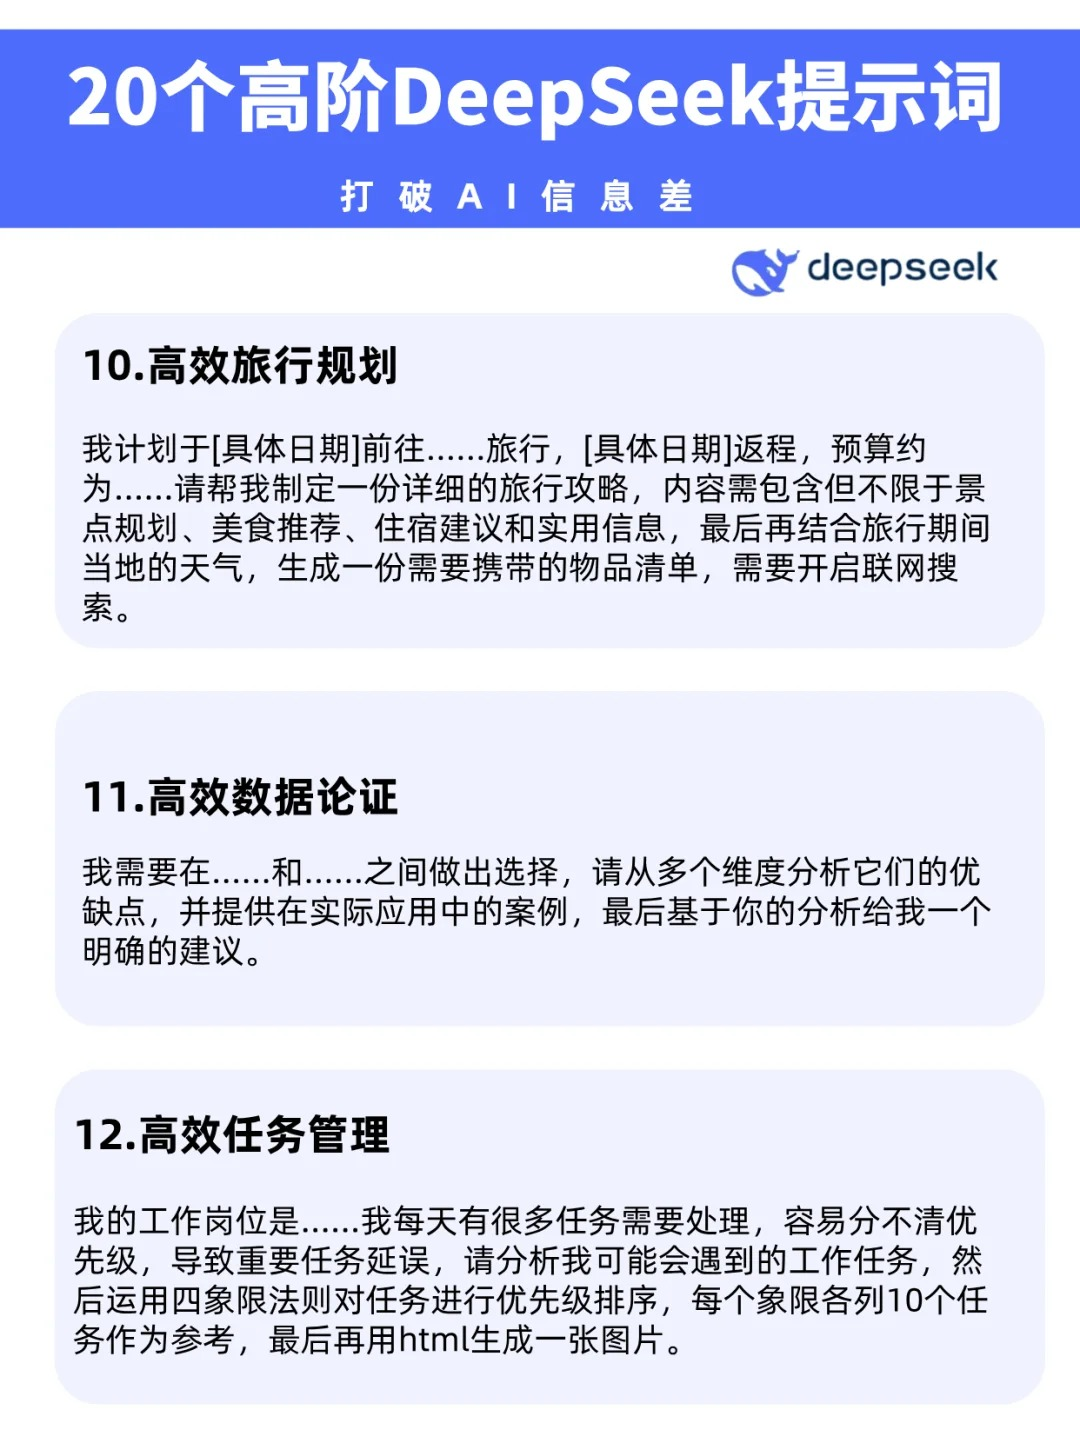 20个高阶DeepSeek提示词
打破AI信息差
deepseek
10.高效旅行规划
我计划于[具体日期]前往……旅行，[具体日期]返程，预算约
为……请帮我制定一份详细的旅行攻略，内容需包含但不限于景
点规划、美食推荐、住宿建议和实用信息，最后再结合旅行期间
当地的天气，生成一份需要携带的物品清单，需要开启联网搜
索。
11.高效数据论证
我需要在……和……之间做出选择，请从多个维度分析它们的优
缺点，并提供在实际应用中的案例，最后基于你的分析给我一个
明确的建议。
12.高效任务管理
我的工作岗位是……我每天有很多任务需要处理，容易分不清优
先级，导致重要任务延误，请分析我可能会遇到的工作任务，然
后运用四象限法则对任务进行优先级排序，每个象限各列10个任
务作为参考，最后再用html生成一张图片。